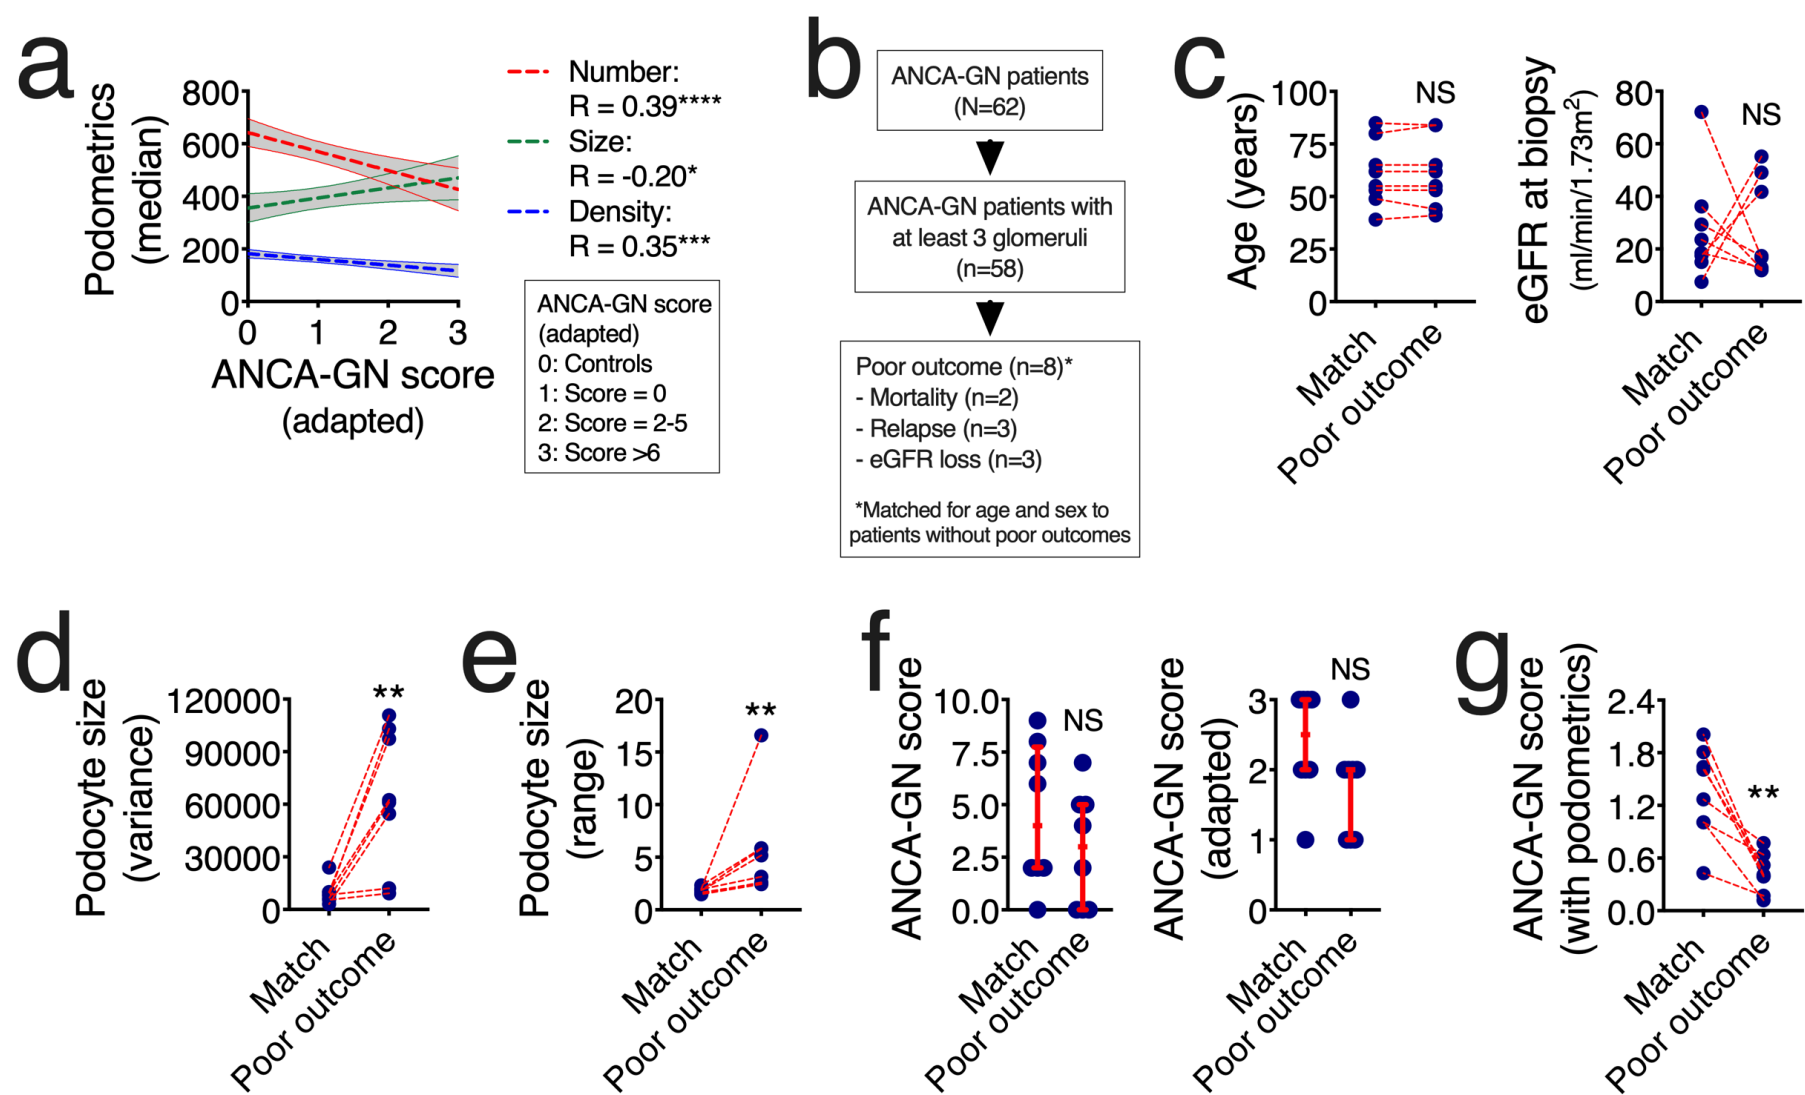 a
Podometrics
(median)
800
600
400
200
0
0 1 2 3
ANCA-GN score
(adapted)
Number:
R = 0.39****
Size:
R = -0.20*
Density:
R = 0.35***
ANCA-GN score
(adapted)
0: Controls
1: Score = 0
2: Score = 2-5
3: Score >6
b
ANCA-GN patients
(N=62)
ANCA-GN patients with
at least 3 glomeruli
(n=58)
Poor outcome (n=8)*
- Mortality (n=2)
- Relapse (n=3)
- eGFR loss (n=3)
*Matched for age and sex to
patients without poor outcomes
c
Age (years)
100
75
50
25
0
NS
Match
Poor outcome
eGFR at biopsy
(ml/min/1.73m²)
80
60
40
20
0
NS
Match
Poor outcome
d
Podocyte size
(variance)
120000
90000
60000
30000
0
**
Match
Poor outcome
e
Podocyte size
(range)
20
15
10
5
0
**
Match
Poor outcome
f
ANCA-GN score
10.0
7.5
5.0
2.5
0.0
NS
Match
Poor outcome
ANCA-GN score
(adapted)
3
2
1
0
NS
Match
Poor outcome
g
ANCA-GN score
(with podometrics)
2.4
1.8
1.2
0.6
0.0
**
Match
Poor outcome